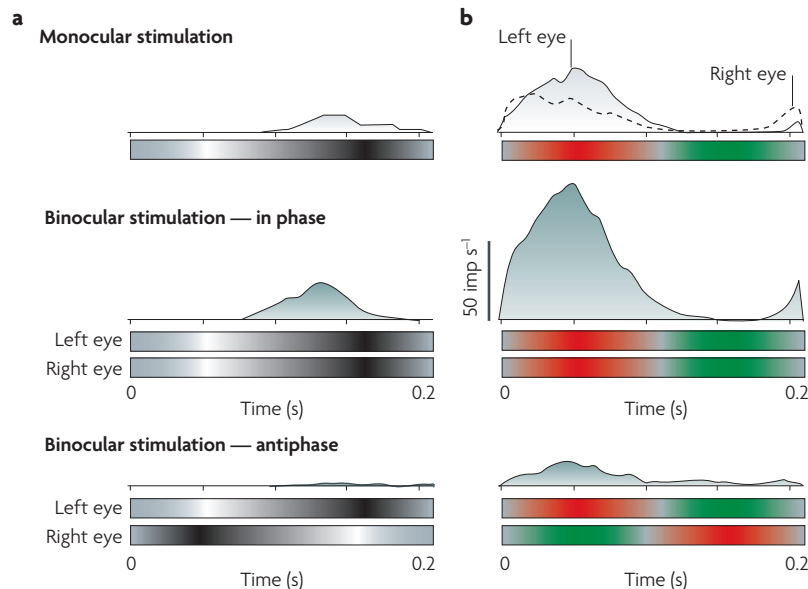 a
b
Monocular stimulation
Left eye
Right eye
Binocular stimulation — in phase
50 imp s⁻¹
Left eye
Right eye
0 0.2 0 0.2
Time (s) Time (s)
Binocular stimulation — antiphase
Left eye
Right eye
0 0.2 0 0.2
Time (s) Time (s)